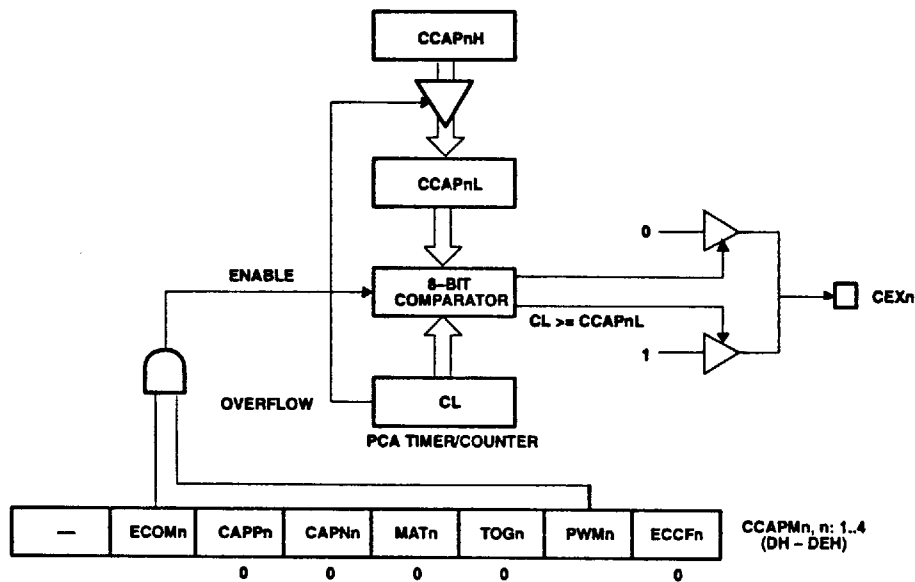 CCAPnH
CCAPnL
0
ENABLE
8–BIT
COMPARATOR
CEXn
CL >= CCAPnL
1
OVERFLOW
CL
PCA TIMER/COUNTER
— ECOMn CAPPn CAPNn MATn TOGn PWMn ECCFn
CCAPMn, n: 1..4
(DH – DEH)
0 0 0 0 0